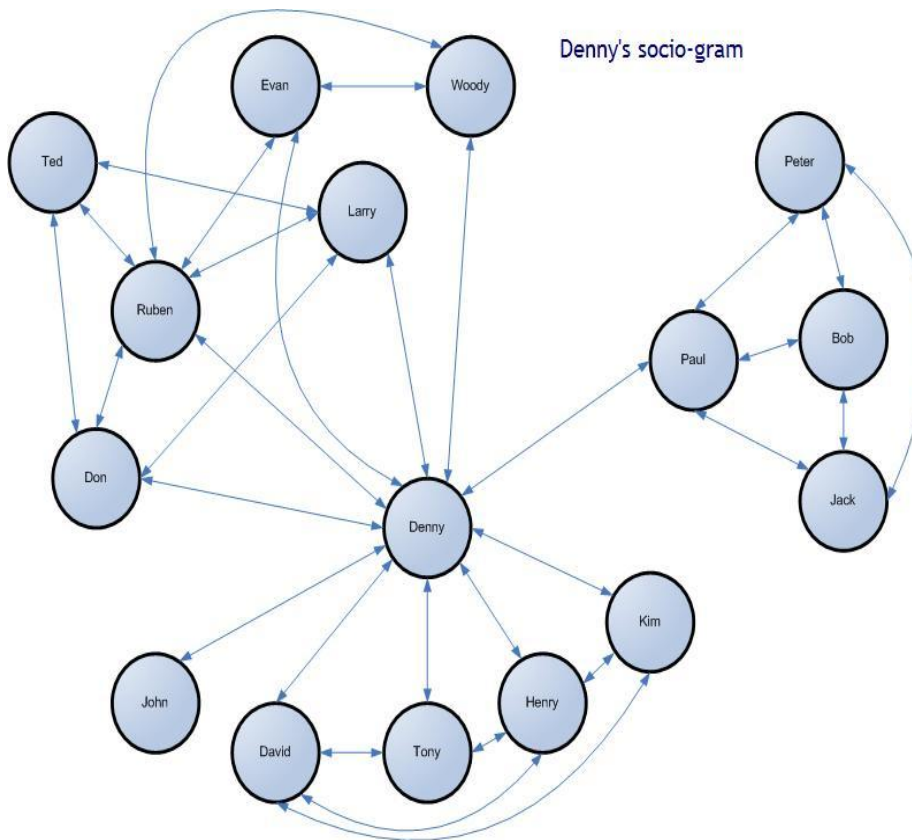 Denny's socio-gram
Evan
Woody
Ted
Peter
Larry
Ruben
Bob
Paul
Don
Jack
Denny
Kim
John
Henry
David
Tony